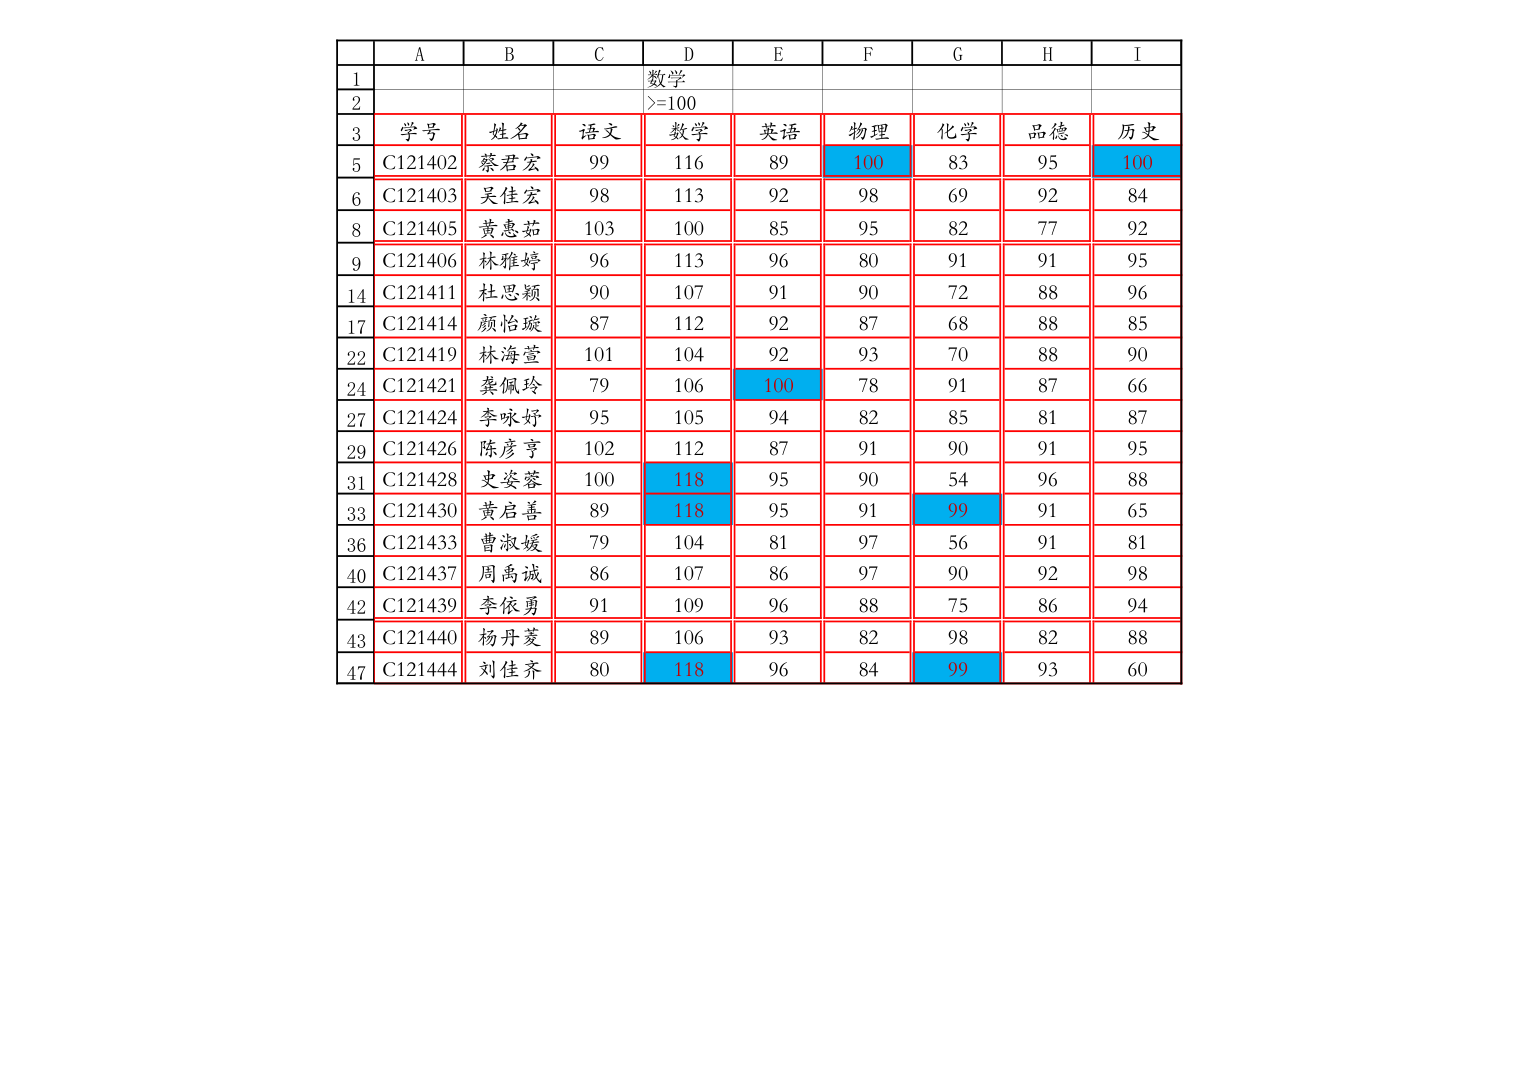 A B C D E F G H I
1 数学
2 >=100
3 学号 姓名 语文 数学 英语 物理 化学 品德 历史
5 C121402 蔡君宏 99 116 89 100 83 95 100
6 C121403 吴佳宏 98 113 92 98 69 92 84
8 C121405 黄惠茹 103 100 85 95 82 77 92
9 C121406 林雅婷 96 113 96 80 91 91 95
14 C121411 杜思颖 90 107 91 90 72 88 96
17 C121414 颜怡璇 87 112 92 87 68 88 85
22 C121419 林海萱 101 104 92 93 70 88 90
24 C121421 龚佩玲 79 106 100 78 91 87 66
27 C121424 李咏妤 95 105 94 82 85 81 87
29 C121426 陈彦亨 102 112 87 91 90 91 95
31 C121428 史姿蓉 100 118 95 90 54 96 88
33 C121430 黄启善 89 118 95 91 99 91 65
36 C121433 曹淑媛 79 104 81 97 56 91 81
40 C121437 周禹诚 86 107 86 97 90 92 98
42 C121439 李依勇 91 109 96 88 75 86 94
43 C121440 杨丹菱 89 106 93 82 98 82 88
47 C121444 刘佳齐 80 118 96 84 99 93 60